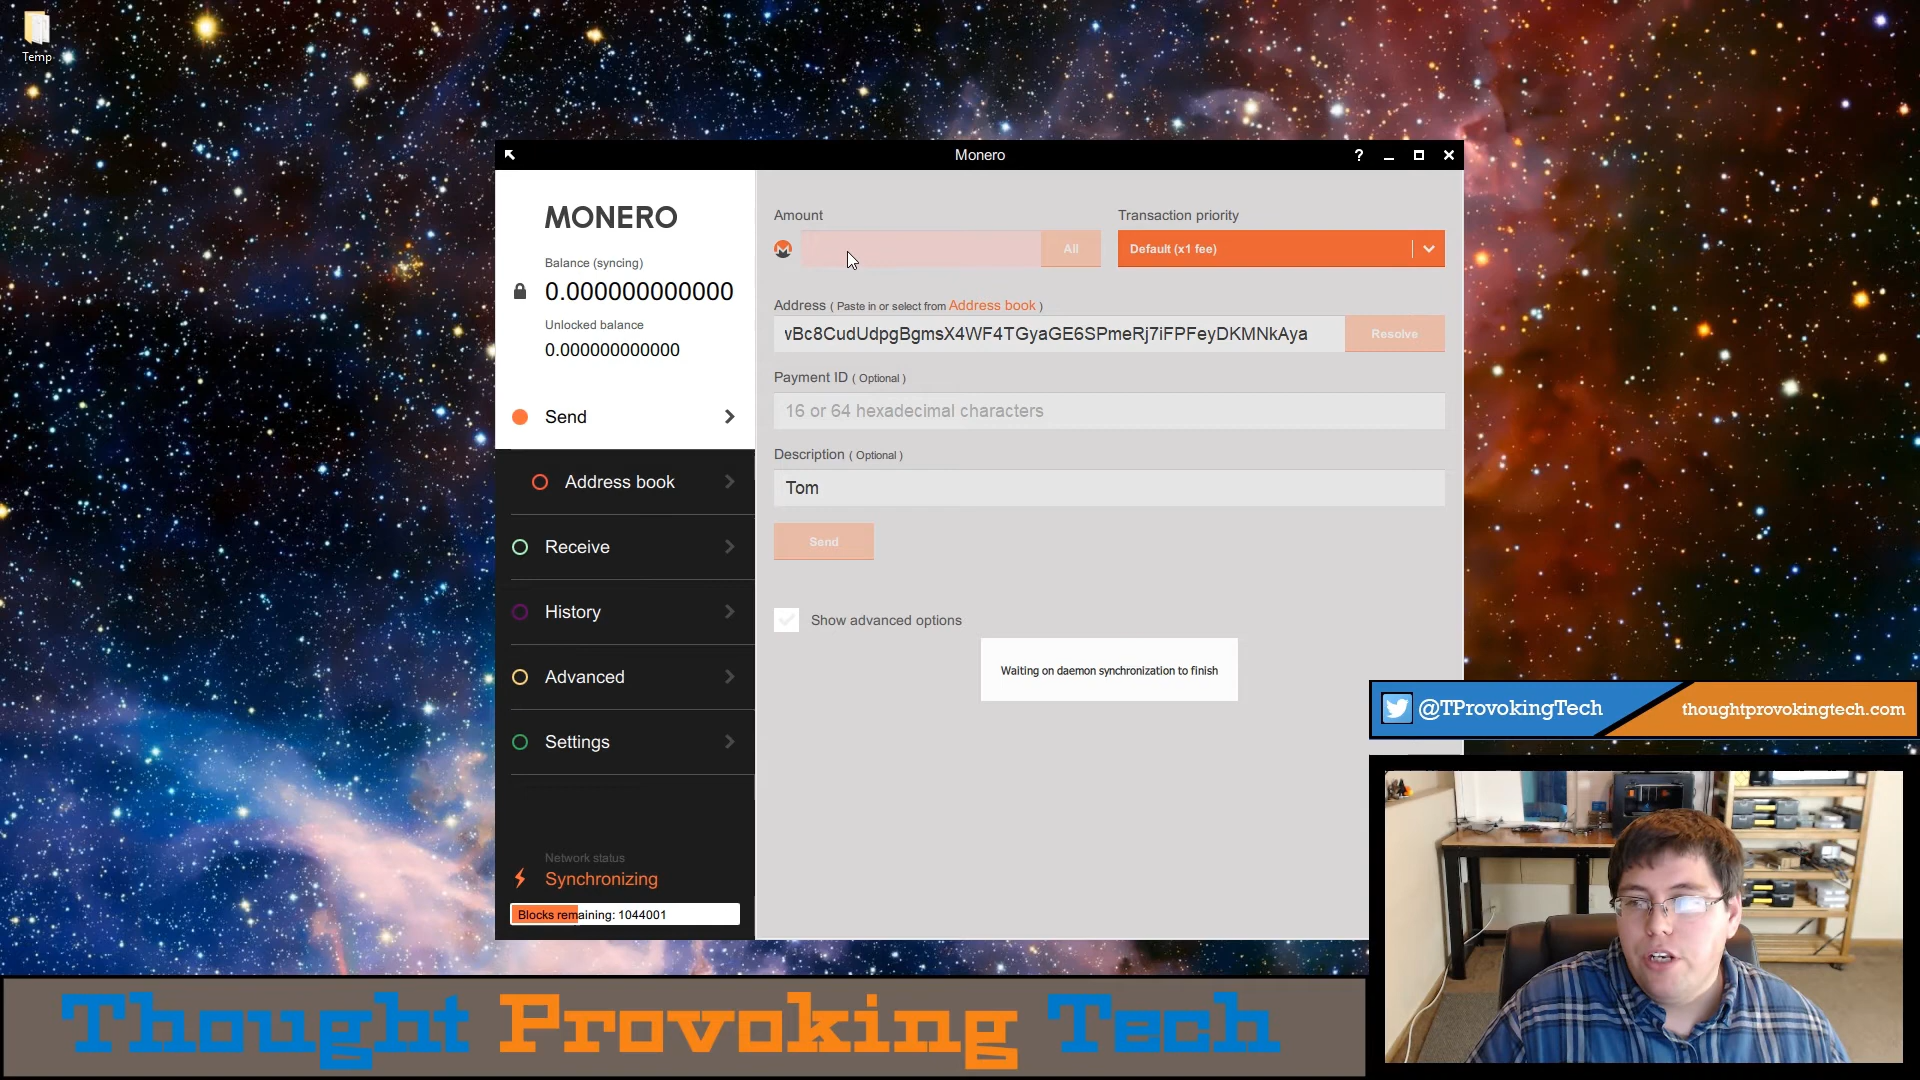 Temp
Monero
?
MONERO
Balance (syncing)
0.000000000000
Unlocked balance
0.000000000000
Send
Address book
Receive
History
Advanced
Settings
Network status
Synchronizing
Blocks remaining: 1044001
Amount
All
Transaction priority
Default (x1 fee)
Address ( Paste in or select from Address book )
vBc8CudUdpgBgmsX4WF4TGyaGE6SPmeRj7iFPFeyDKMNkAya
Resolve
Payment ID ( Optional )
16 or 64 hexadecimal characters
Description ( Optional )
Tom
Send
Show advanced options
Waiting on daemon synchronization to finish
@TProvokingTech
thoughtprovokingtech.com
Thought Provoking Tech